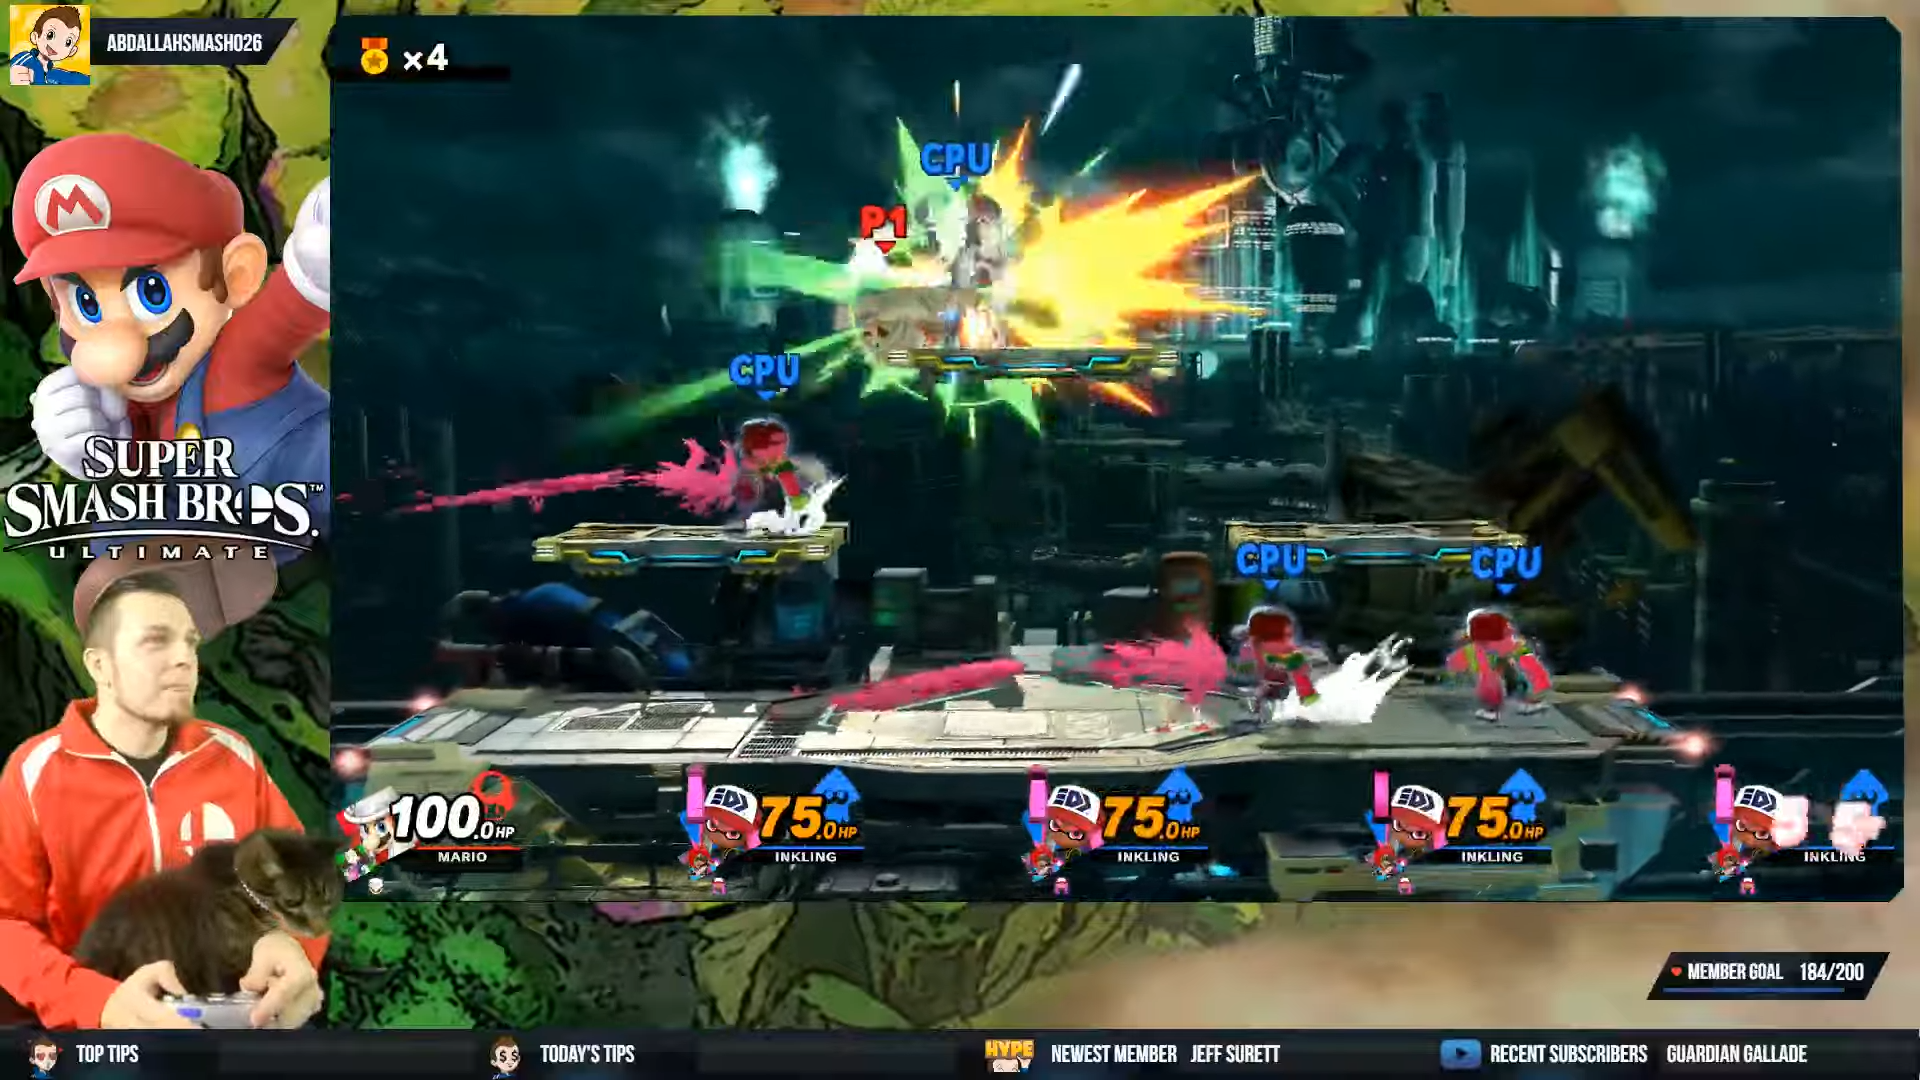 ABDALLAHSMASH026
×4
CPU
P1
CPU
M
SUPER
SMASH BROS.™
ULTIMATE
CPU
CPU
100.0HP
MARIO
75.0HP
INKLING
75.0HP
INKLING
75.0HP
INKLING
INKLING
MEMBER GOAL 184/200
TOP TIPS
TODAY'S TIPS
HYPE
NEWEST MEMBER JEFF SURETT
RECENT SUBSCRIBERS GUARDIAN GALLADE